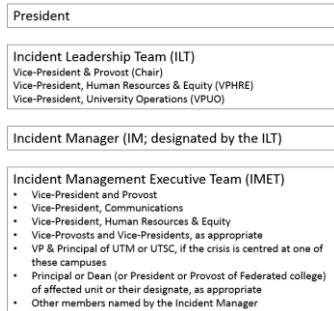 President
Incident Leadership Team (ILT)
Vice-President & Provost (Chair)
Vice-President, Human Resources & Equity (VPHRE)
Vice-President, University Operations (VPUO)
Incident Manager (IM; designated by the ILT)
Incident Management Executive Team (IMET)
• Vice-President and Provost
• Vice-President, Communications
• Vice-President, Human Resources & Equity
• Vice-Provosts and Vice-Presidents, as appropriate
• VP & Principal of UTM or UTSC, if the crisis is centred at one of
these campuses
• Principal or Dean (or President or Provost of Federated college)
of affected unit or their designate, as appropriate
• Other members named by the Incident Manager